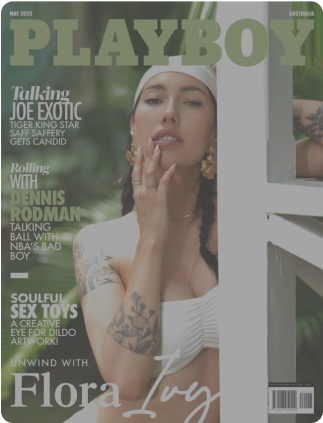 MAY 2023
AUSTRALIA
PLAYBOY
Talking
JOE EXOTIC
TIGER KING STAR
SAFF SAFFERY
GETS CANDID
Rolling
WITH
DENNIS
RODMAN
TALKING
BALL WITH
NBA'S BAD
BOY
SOULFUL
SEX TOYS
A CREATIVE
EYE FOR DILDO
ARTWORK!
UNWIND WITH
Flora Ivy